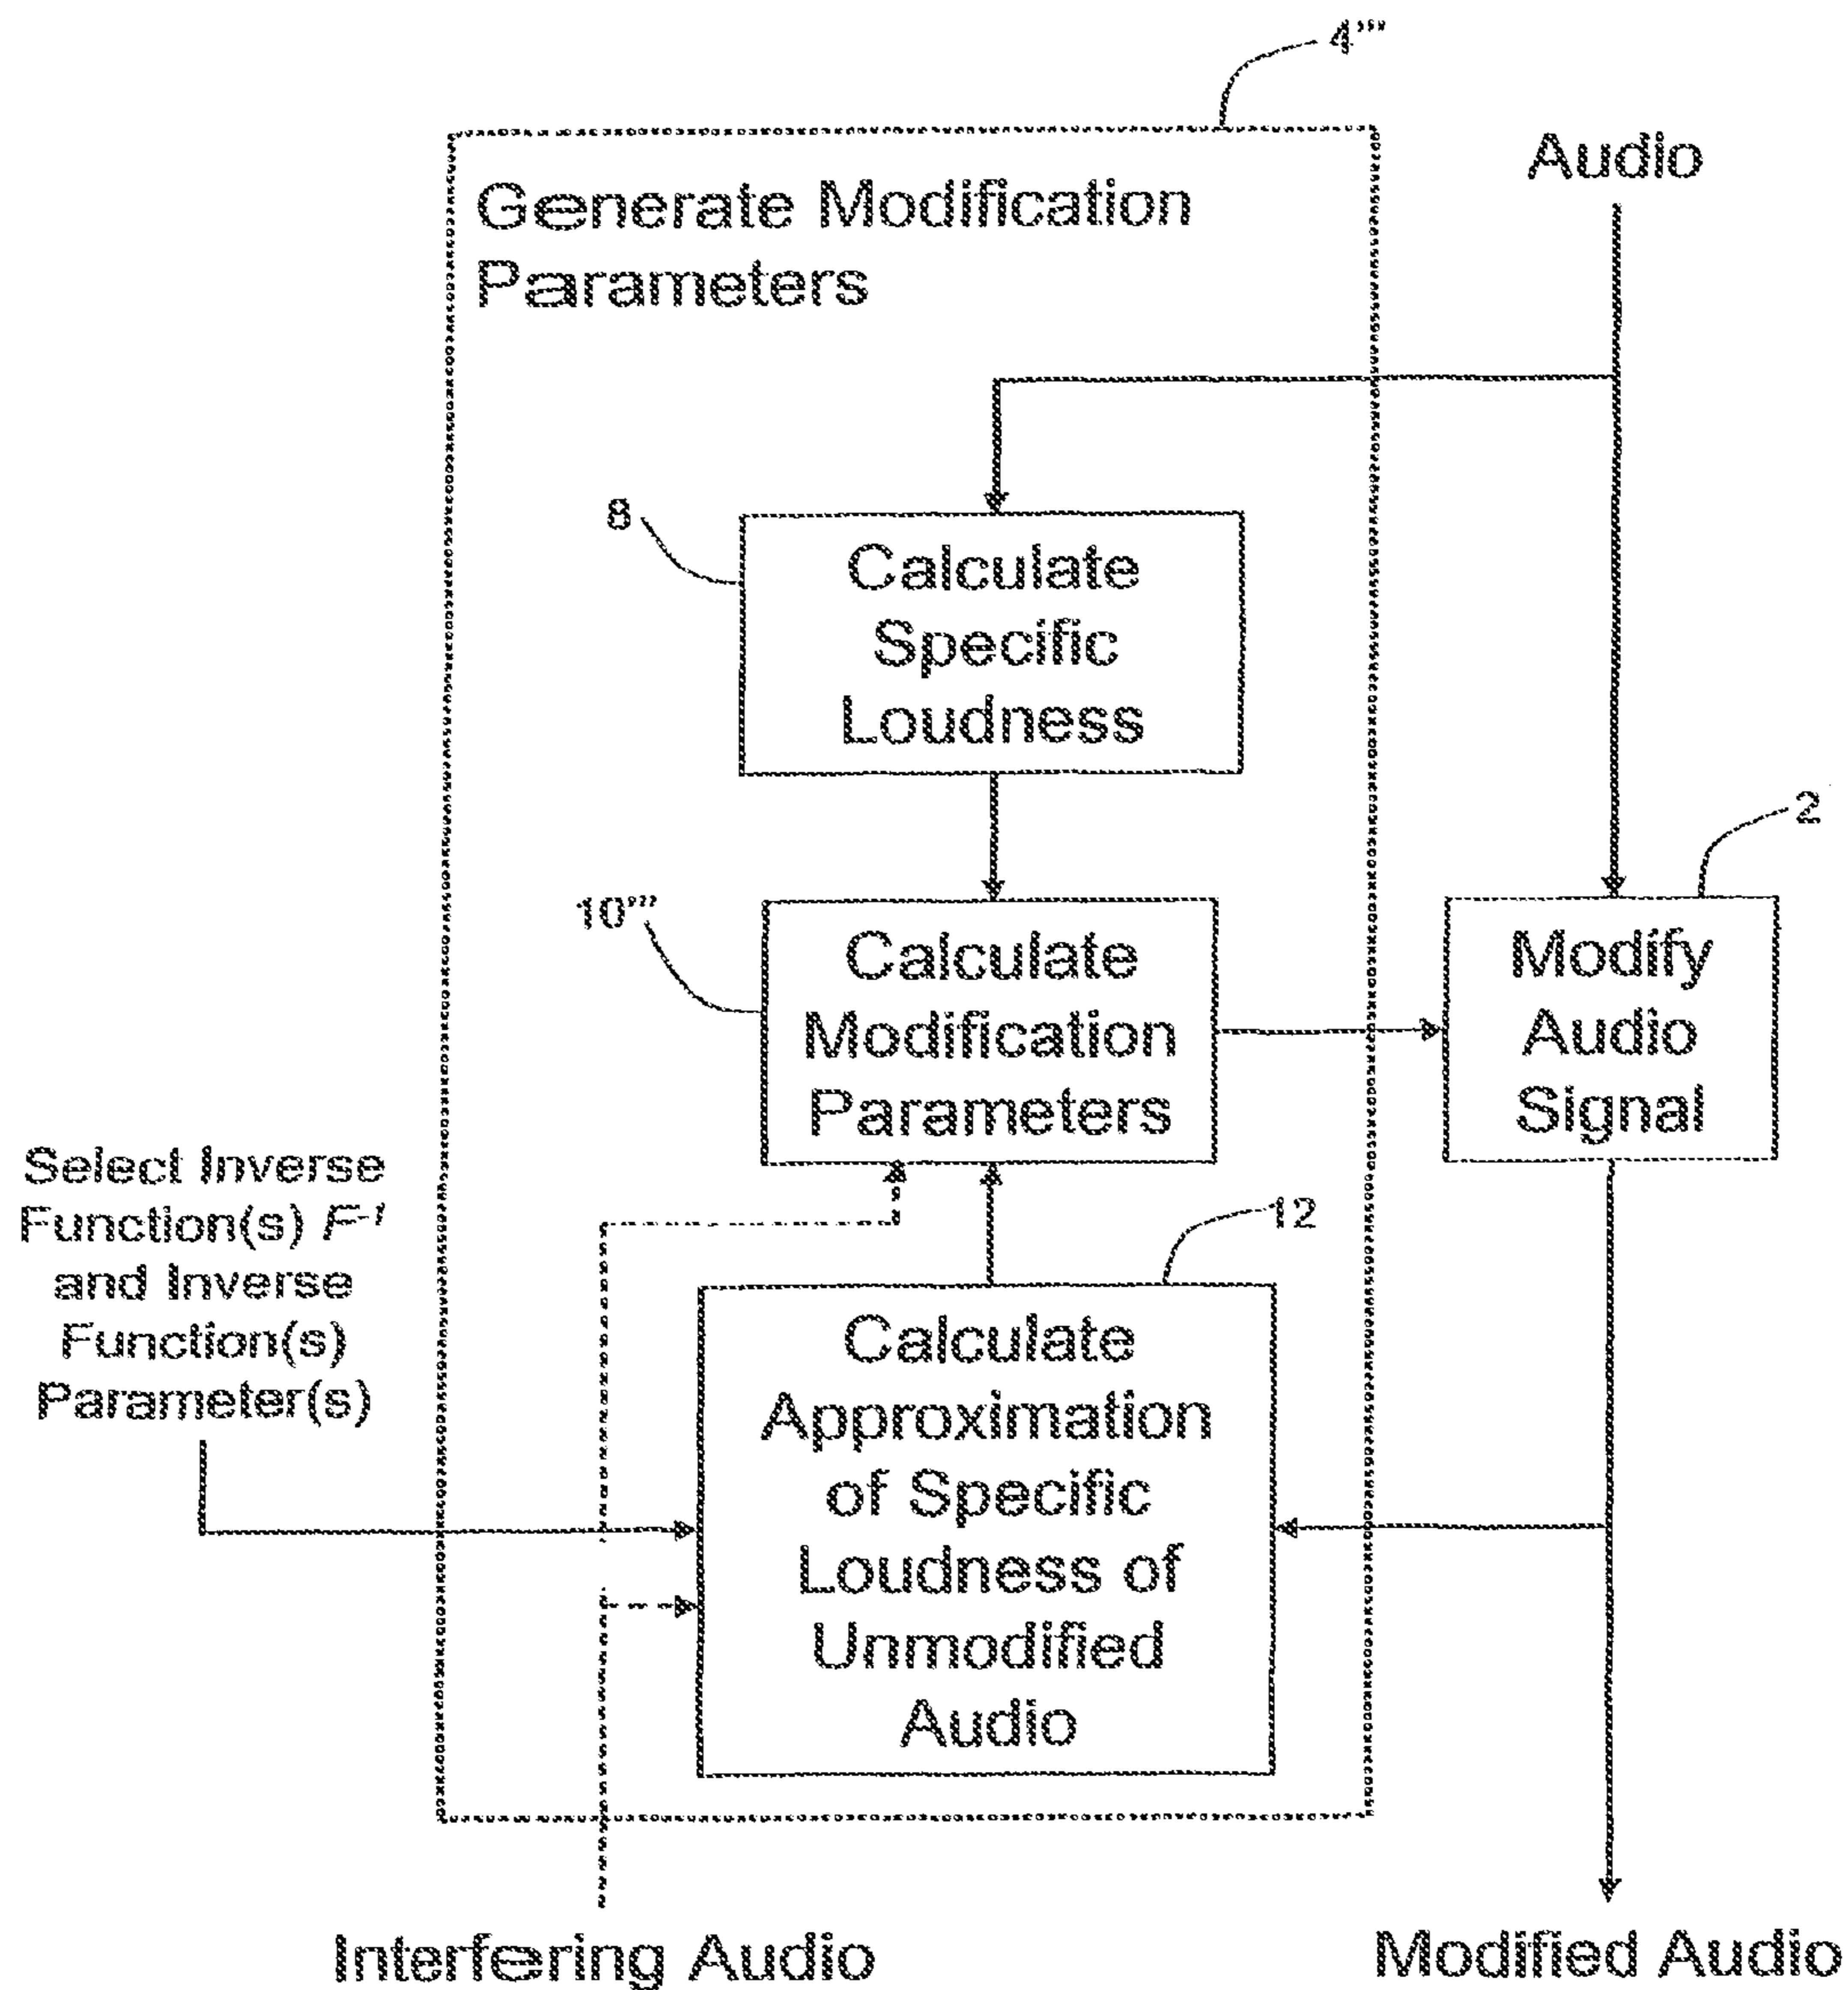 4'''
Audio
Generate Modification
Parameters
8
Calculate
Specific
Loudness
2
10'''
Calculate
Modification
Parameters
Modify
Audio
Signal
Select Inverse
Function(s) F-1
and Inverse
Function(s)
Parameter(s)
12
Calculate
Approximation
of Specific
Loudness of
Unmodified
Audio
Interfering Audio
Modified Audio